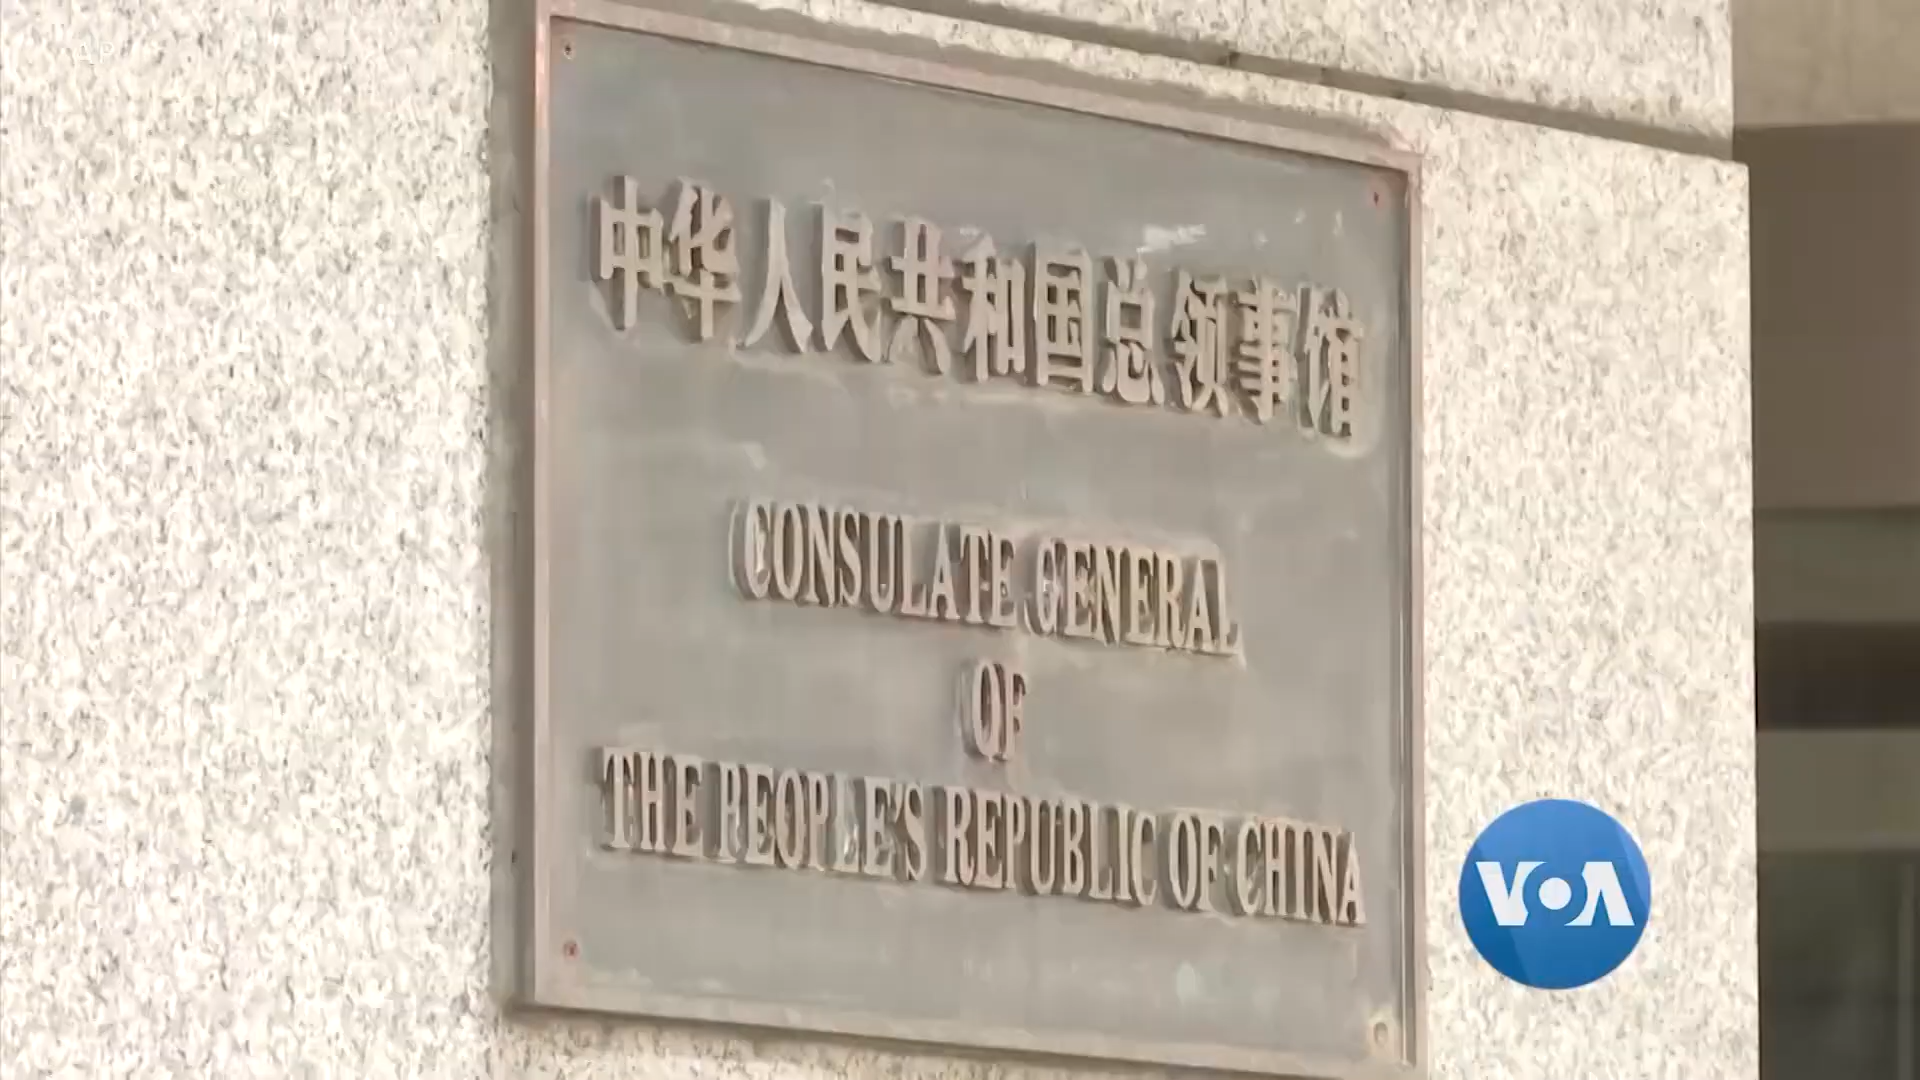 AP
中华人民共和国总领事馆
CONSULATE GENERAL
OF
THE PEOPLE'S REPUBLIC OF CHINA
VOA